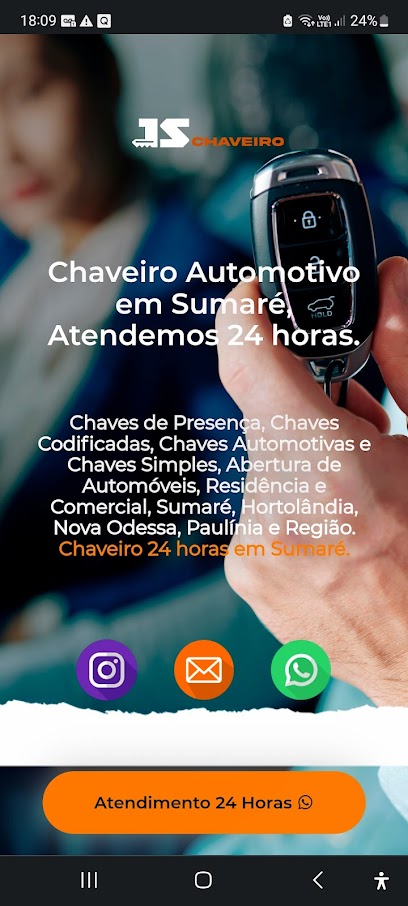 18:09
Vo))
LTE1
24%
JS CHAVEIRO
Chaveiro Automotivo
em Sumaré,
Atendemos 24 horas.
HOLD
Chaves de Presença, Chaves
Codificadas, Chaves Automotivas e
Chaves Simples, Abertura de
Automóveis, Residência e
Comercial, Sumaré, Hortolândia,
Nova Odessa, Paulínia e Região.
Chaveiro 24 horas em Sumaré.
Atendimento 24 Horas